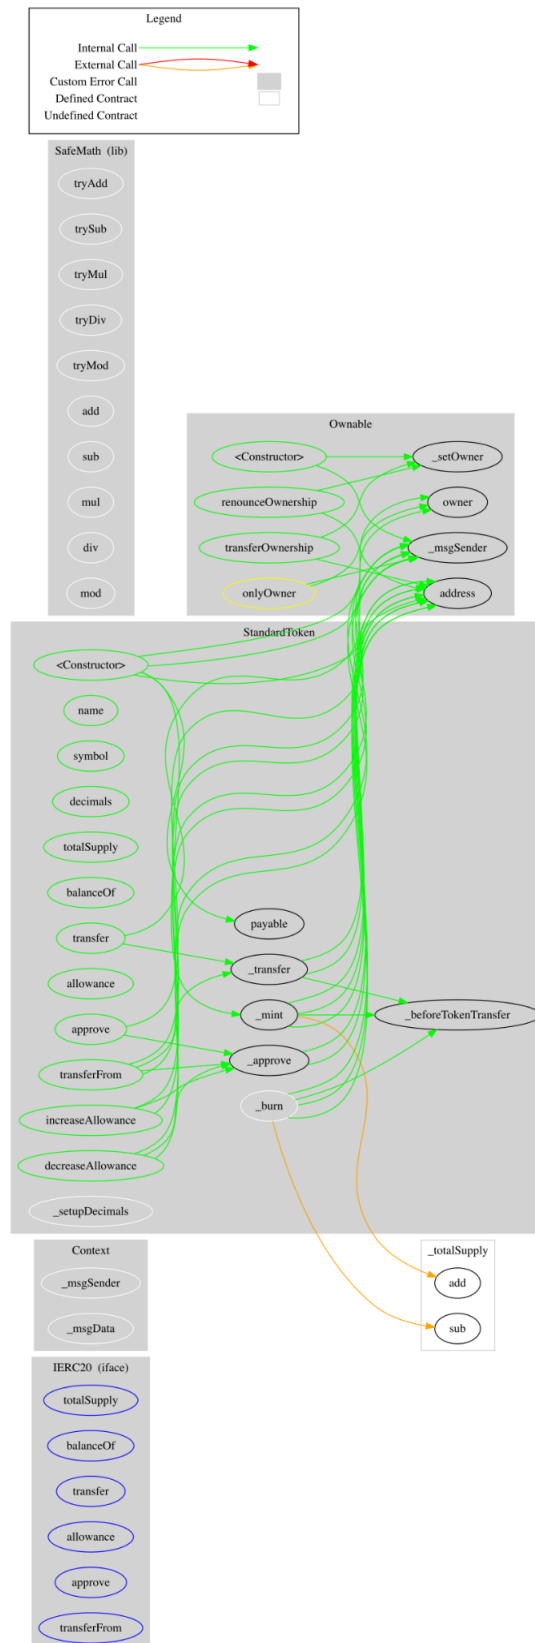 Legend
Internal Call
External Call
Custom Error Call
Defined Contract
Undefined Contract
SafeMath (lib)
tryAdd
trySub
tryMul
tryDiv
tryMod
add
sub
mul
div
mod
Ownable
<Constructor>
_setOwner
renounceOwnership
owner
transferOwnership
_msgSender
onlyOwner
address
StandardToken
<Constructor>
name
symbol
decimals
totalSupply
balanceOf
transfer
allowance
approve
transferFrom
increaseAllowance
decreaseAllowance
_setupDecimals
payable
_transfer
_mint
_approve
_burn
_beforeTokenTransfer
Context
_msgSender
_msgData
_totalSupply
add
sub
IERC20 (iface)
totalSupply
balanceOf
transfer
allowance
approve
transferFrom